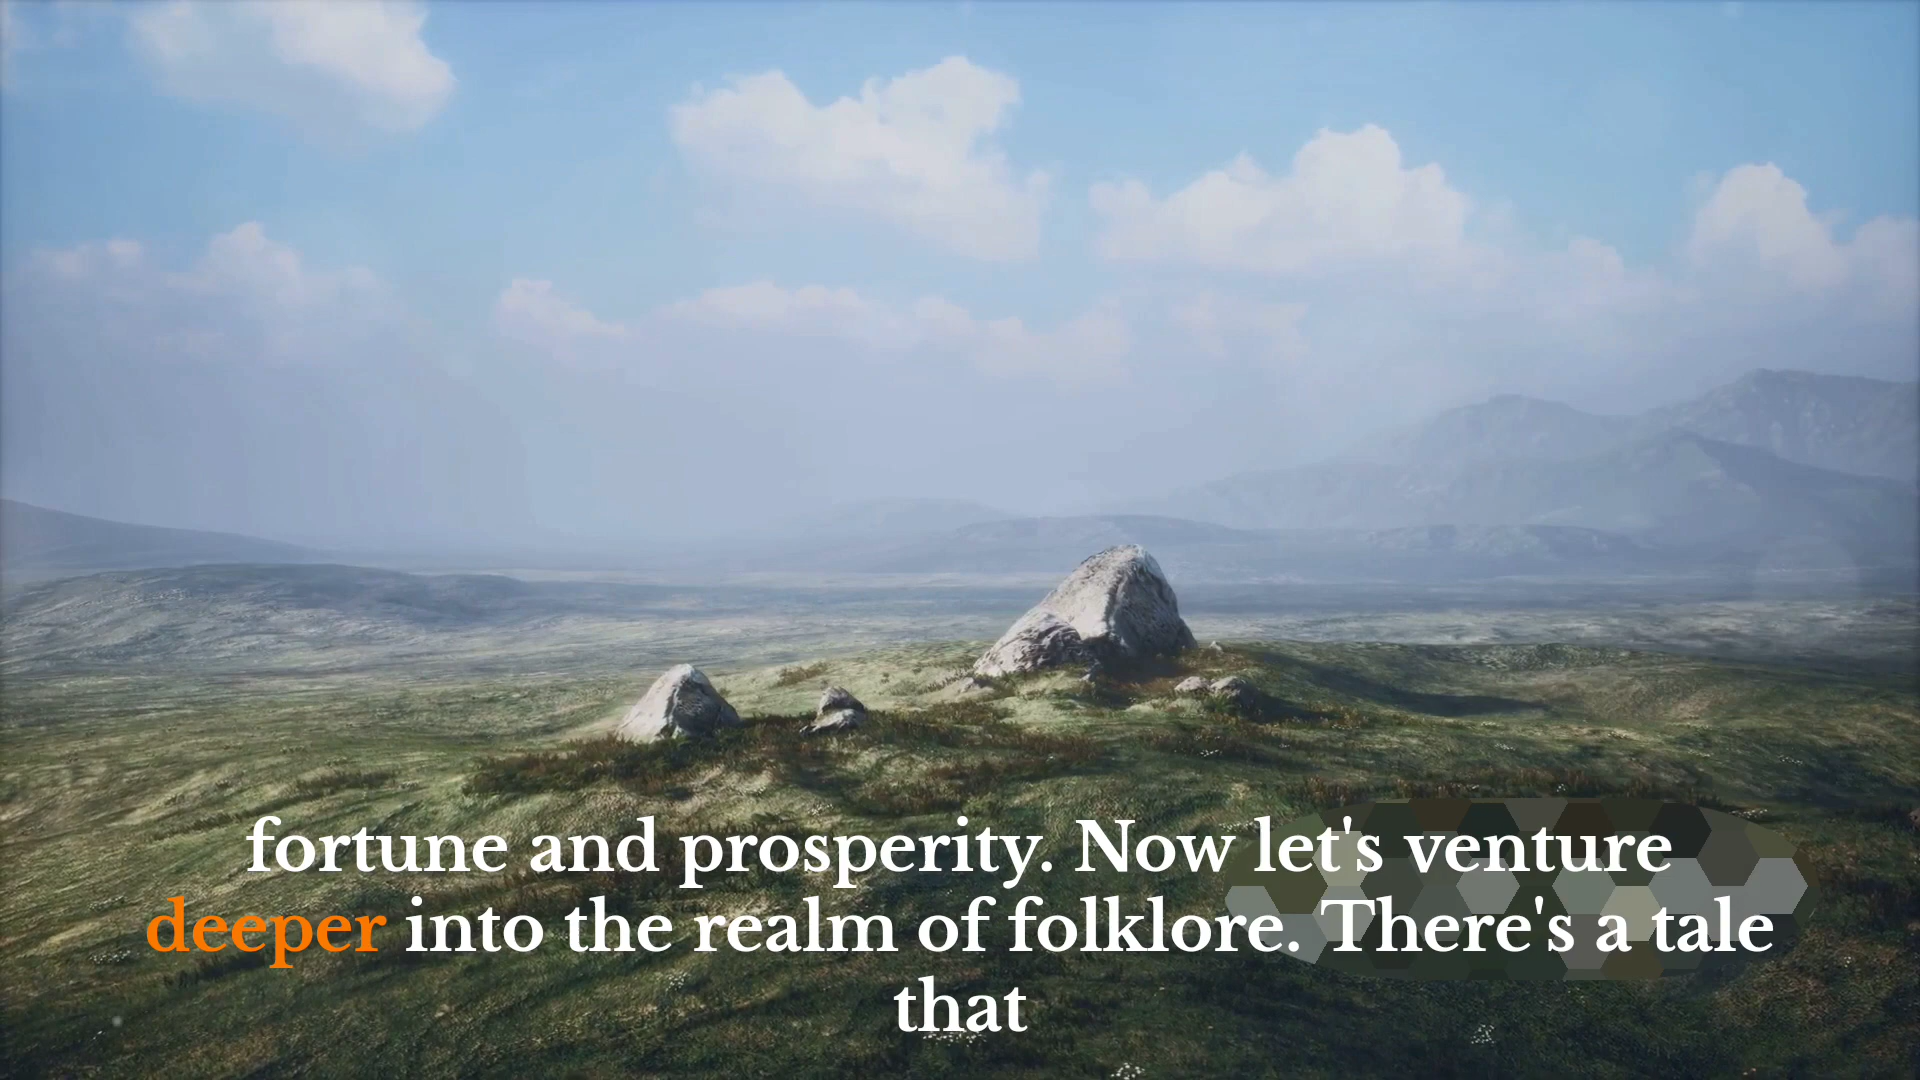 fortune and prosperity. Now let's venture
deeper into the realm of folklore. There's a tale
that